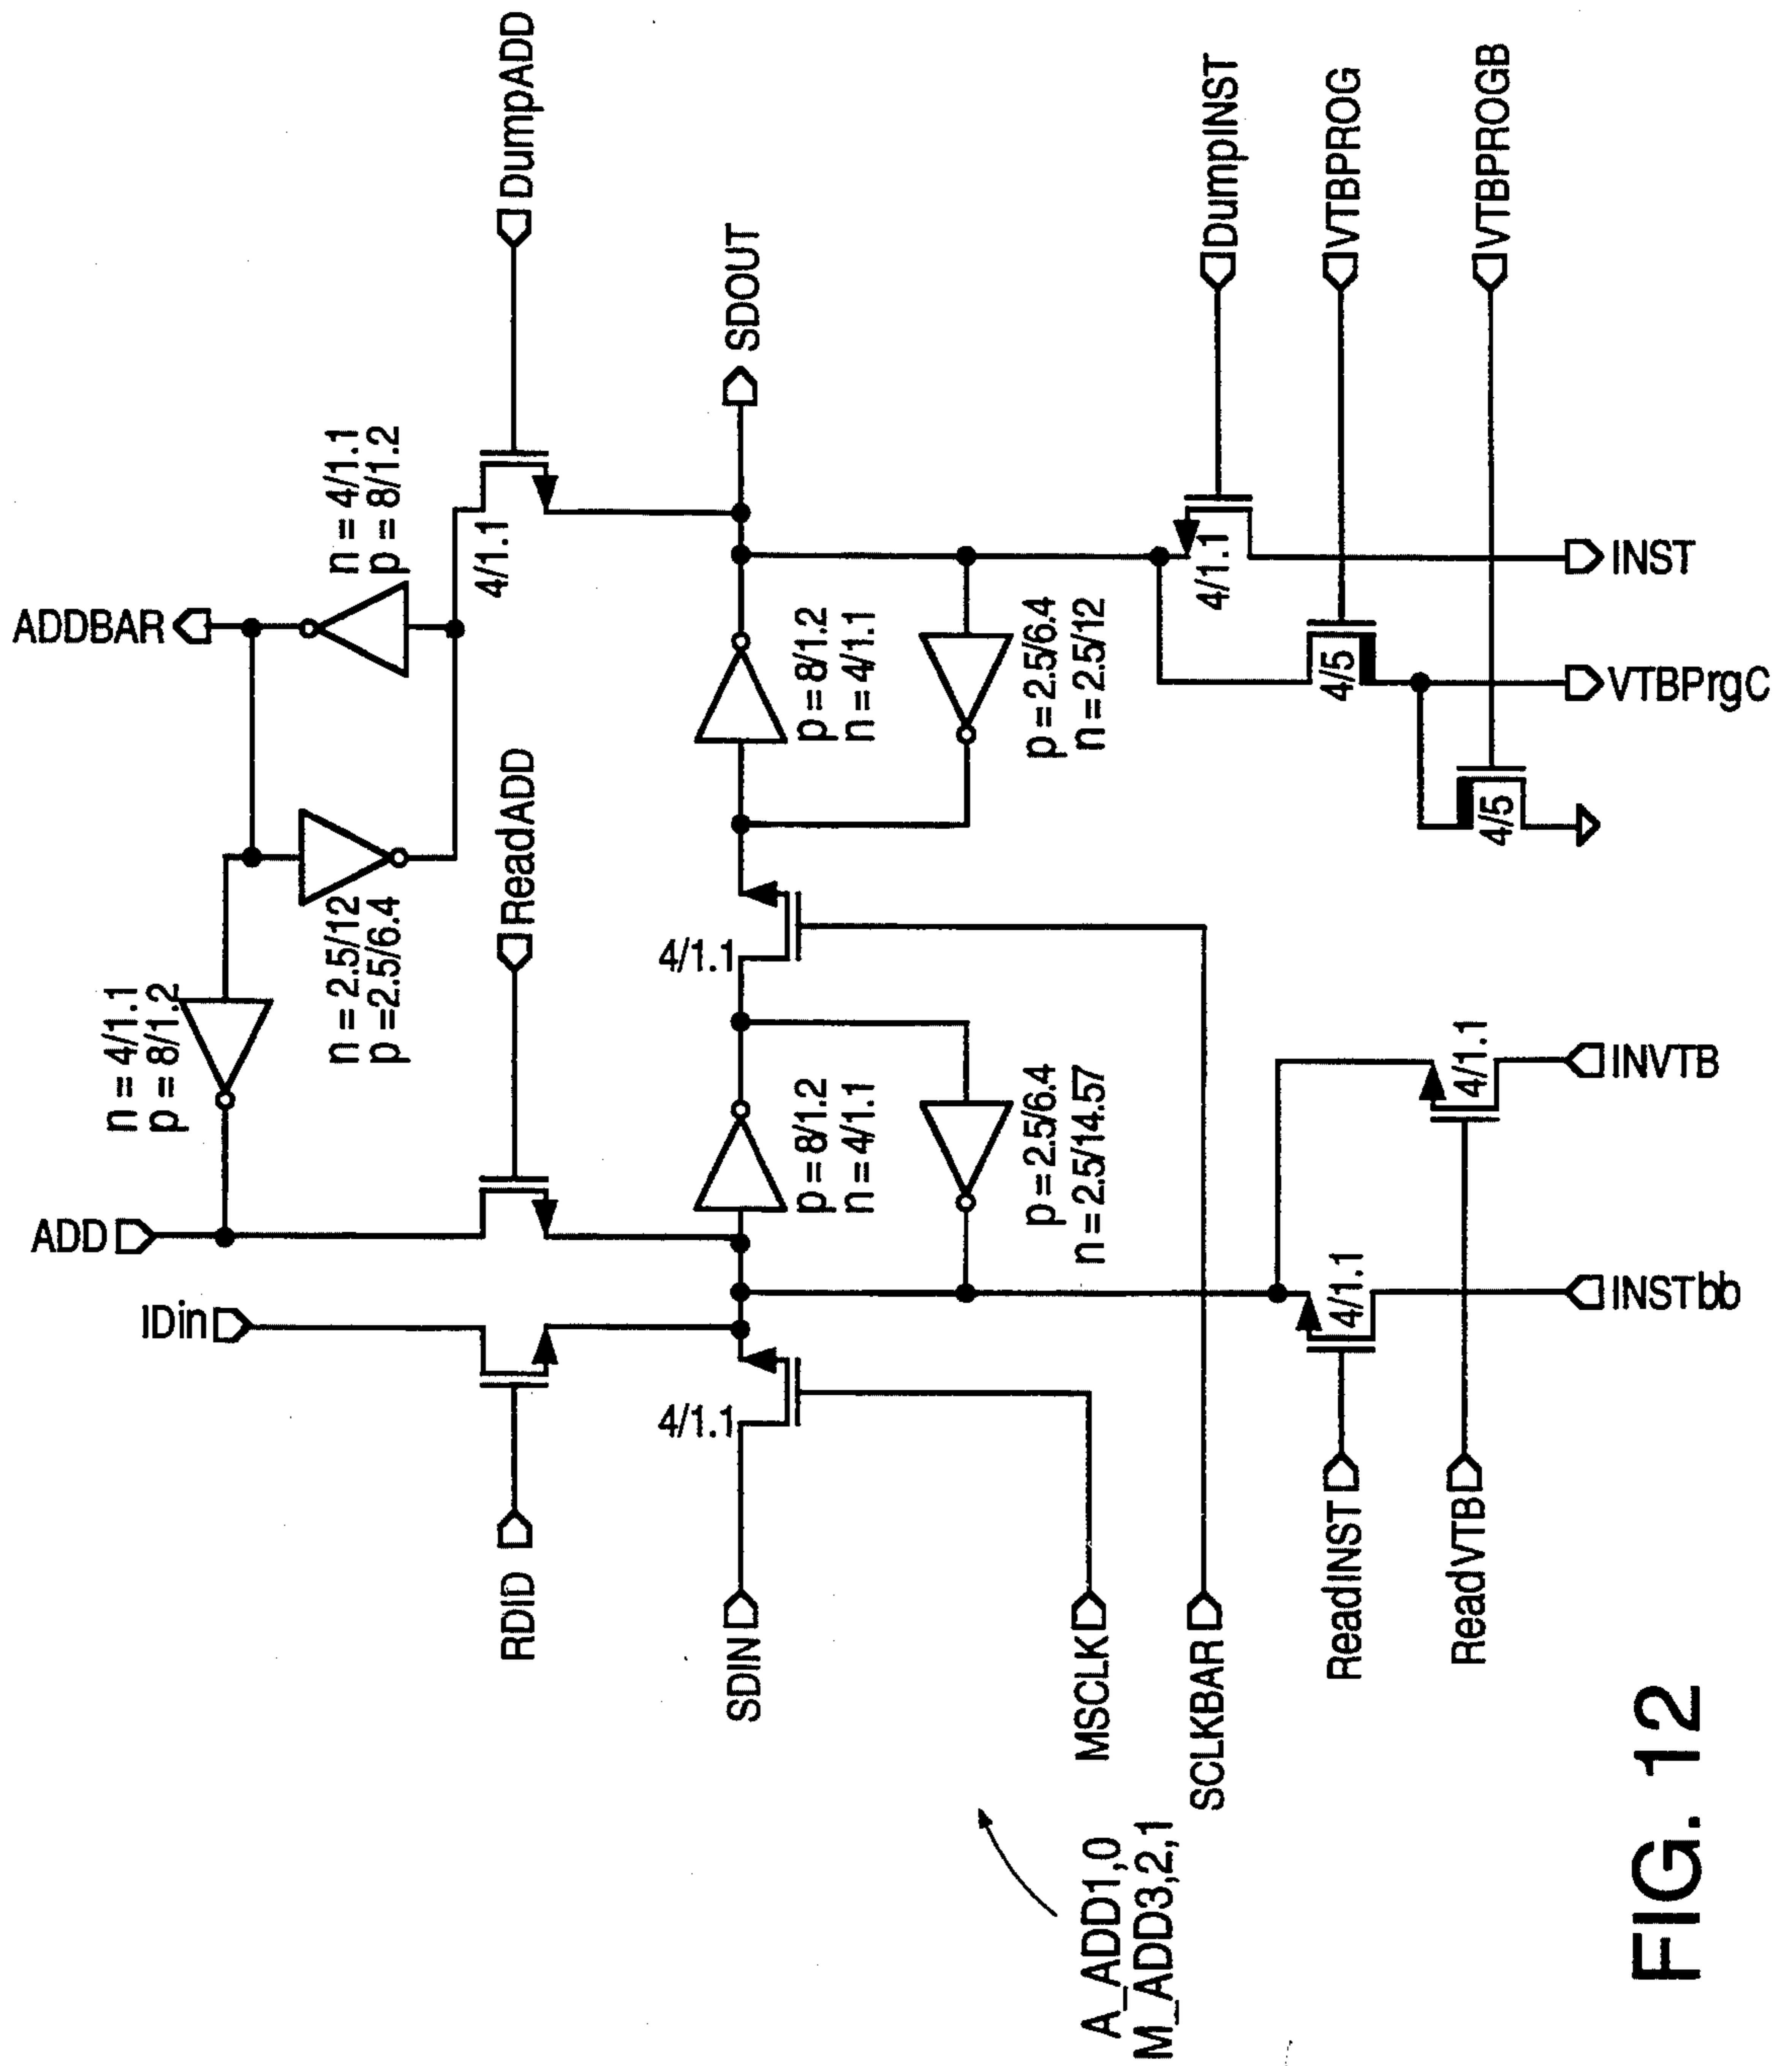 ADDBAR
n = 4/1.1
p = 8/1.2
DumpADD
n = 4/1.1
p = 8/1.2
n = 2.5/12
p =2.5/6.4
4/1.1
ADD
ReadADD
IDin
RDID
SDOUT
SDIN
4/1.1
4/1.1
p = 8/1.2
n = 4/1.1
p = 8/1.2
n = 4/1.1
p = 2.5/6.4
n = 2.5/14.57
p = 2.5/6.4
n = 2.5/12
MSCLK
SCLKBAR
A_ADD1,0
M_ADD3,2,1
DumpINST
4/1.1
INST
VTBPROG
4/5
VTBPrgC
VTBPROGB
4/5
ReadINST
4/1.1
INSTbb
ReadVTB
4/1.1
INVTB
FIG. 12